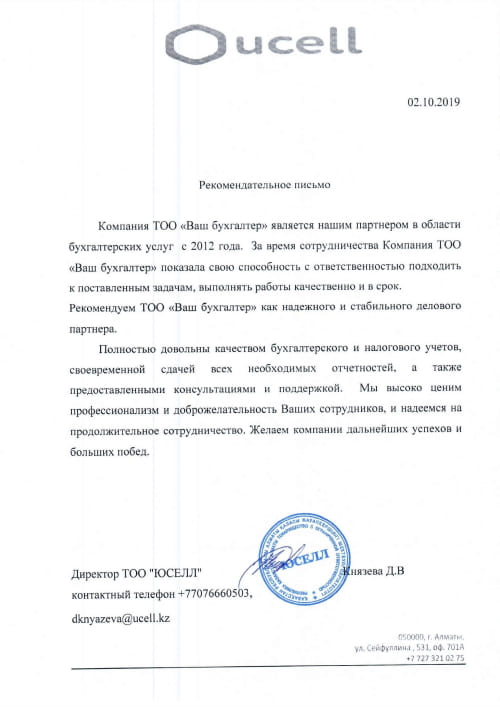 ucell
02.10.2019
Рекомендательное письмо
Компания ТОО «Ваш бухгалтер» является нашим партнером в области
бухгалтерских услуг с 2012 года. За время сотрудничества Компания ТОО
«Ваш бухгалтер» показала свою способность с ответственностью подходить
к поставленным задачам, выполнять работы качественно и в срок.
Рекомендуем ТОО «Ваш бухгалтер» как надежного и стабильного делового
партнера.
Полностью довольны качеством бухгалтерского и налогового учетов,
своевременной сдачей всех необходимых отчетностей, а также
предоставленными консультациями и поддержкой. Мы высоко ценим
профессионализм и доброжелательность Ваших сотрудников, и надеемся на
продолжительное сотрудничество. Желаем компании дальнейших успехов и
больших побед.
ЮСЕЛЛ
Директор ТОО "ЮСЕЛЛ" Князева Д.В
контактный телефон +77076660503,
dknyazeva@ucell.kz
050000, г. Алматы,
ул. Сейфуллина , 531, оф. 701А
+7 727 321 02 75